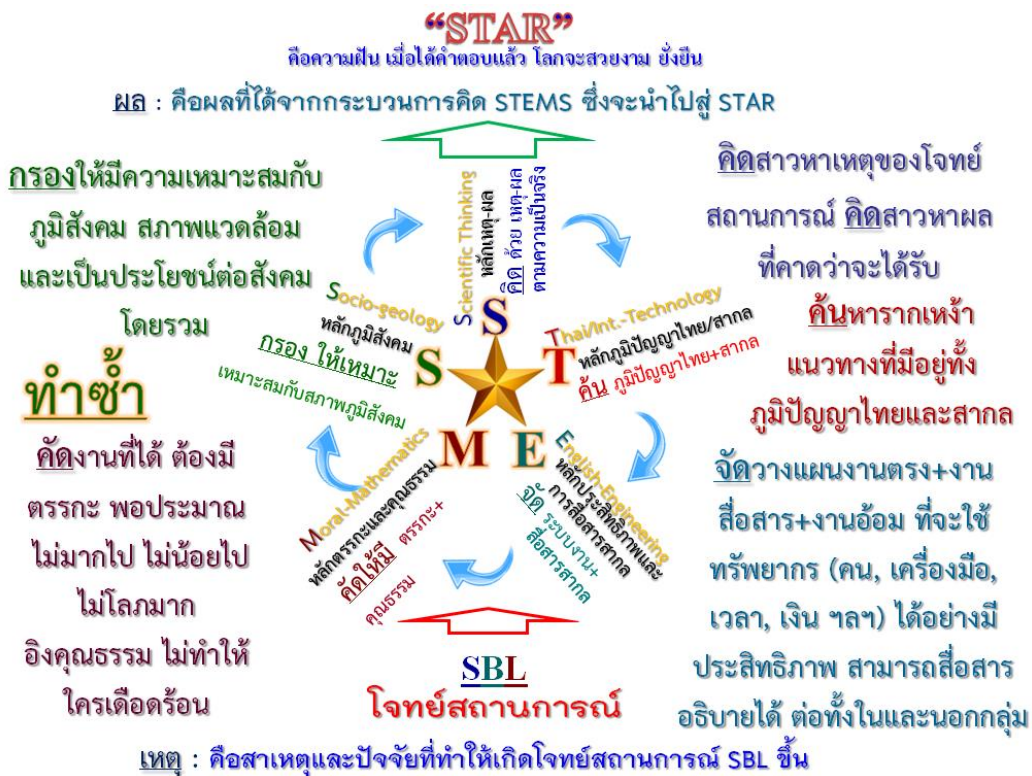 “STAR”
คือความฝัน เมื่อได้คำตอบแล้ว โลกจะสวยงาม ยั่งยืน
ผล : คือผลที่ได้จากกระบวนการคิด STEMS ซึ่งจะนำไปสู่ STAR
กรองให้มีความเหมาะสมกับ
ภูมิสังคม สภาพแวดล้อม
และเป็นประโยชน์ต่อสังคม
โดยรวม
ทำซ้ำ
คัดงานที่ได้ ต้องมี
ตรรกะ พอประมาณ
ไม่มากไป ไม่น้อยไป
ไม่โลภมาก
อิงคุณธรรม ไม่ทำให้
ใครเดือดร้อน
Scientific Thinking
หลักเหตุ-ผล
คิด ด้วย เหตุ-ผล
ตามความเป็นจริง
S
Thai/Int.-Technology
หลักภูมิปัญญาไทย/สากล
ค้น ภูมิปัญญาไทย+สากล
T
English-Engineering
หลักประสิทธิภาพและ
การสื่อสารสากล
จัด ระบบงาน+
สื่อสารสากล
E
Moral-Mathematics
หลักตรรกะและคุณธรรม
คัดให้มี ตรรกะ+
คุณธรรม
M
Socio-geology
หลักภูมิสังคม
กรอง ให้เหมาะ
เหมาะสมกับสภาพภูมิสังคม
S
คิดสาวหาเหตุของโจทย์
สถานการณ์ คิดสาวหาผล
ที่คาดว่าจะได้รับ
ค้นหารากเหง้า
แนวทางที่มีอยู่ทั้ง
ภูมิปัญญาไทยและสากล
จัดวางแผนงานตรง+งาน
สื่อสาร+งานอ้อม ที่จะใช้
ทรัพยากร (คน, เครื่องมือ,
เวลา, เงิน ฯลฯ) ได้อย่างมี
ประสิทธิภาพ สามารถสื่อสาร
อธิบายได้ ต่อทั้งในและนอกกลุ่ม
SBL
โจทย์สถานการณ์
เหตุ : คือสาเหตุและปัจจัยที่ทำให้เกิดโจทย์สถานการณ์ SBL ขึ้น